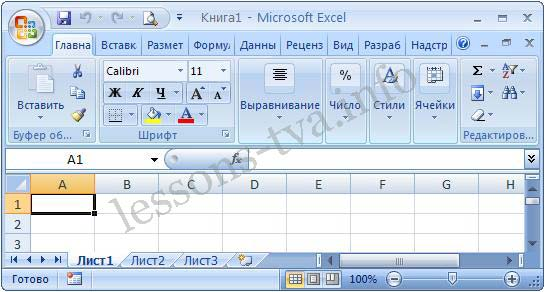 Книга1 - Microsoft Excel
Главна Вставк Размет Формул Данны Реценз Вид Разраб Надстр
Calibri 11
Вставить
Ж К Ч A A
Выравнивание Число Стили Ячейки
Буфер об... Шрифт Редактиров...
A1 fx
A B C D E F G H
1
2
3
Лист1 Лист2 Лист3
Готово 100%
lessons-tva.info